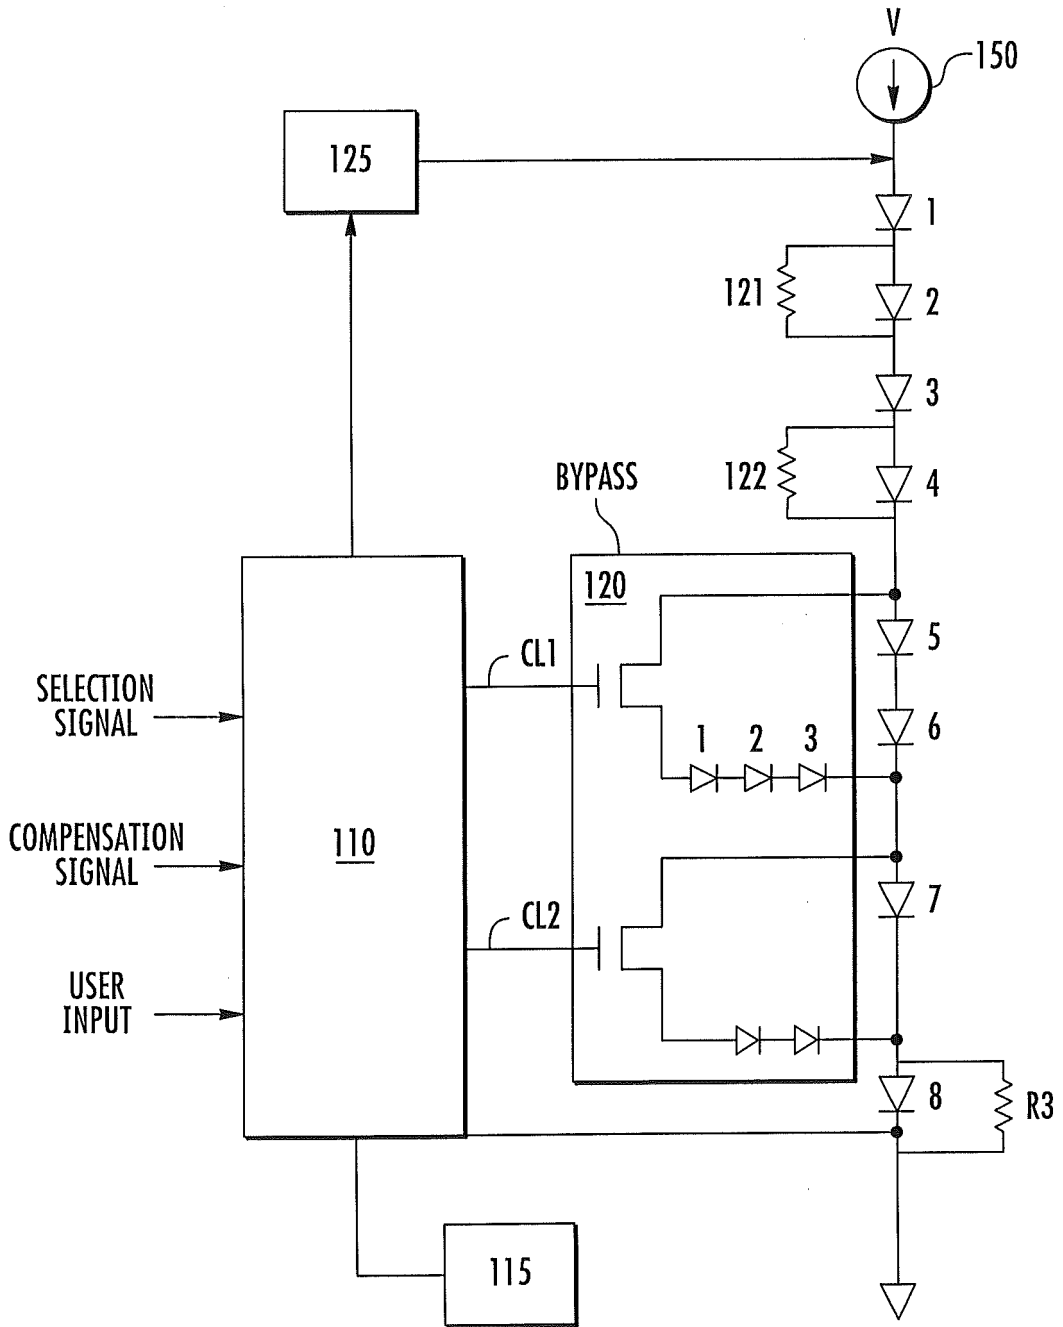 V
150
125
1
121
2
3
122
4
BYPASS
120
5
CL1
SELECTION
SIGNAL
6
1 2 3
COMPENSATION
SIGNAL
110
7
CL2
USER
INPUT
8
R3
115